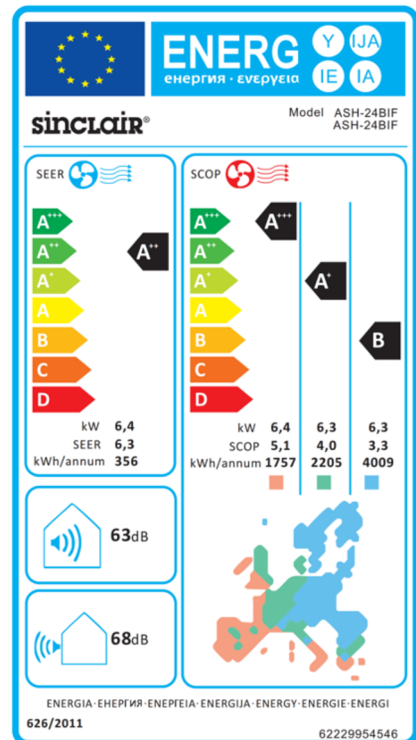 ENERG Y IJA
енергия · ενεργεια IE IA
sinclair®
Model ASH-24BIF
ASH-24BIF
SEER
A+++
A++
A+
A
B
C
D
A++
kW 6,4
SEER 6,3
kWh/annum 356
SCOP
A+++
A++
A+
A
B
C
D
A+++
A+
B
kW 6,4 6,3 6,3
SCOP 5,1 4,0 3,3
kWh/annum 1757 2205 4009
63dB
68dB
ENERGIA·ЕНЕРГИЯ·ΕΝΕΡΓΕΙΑ·ENERGIJA·ENERGY·ENERGIE·ENERGI
626/2011
62229954546